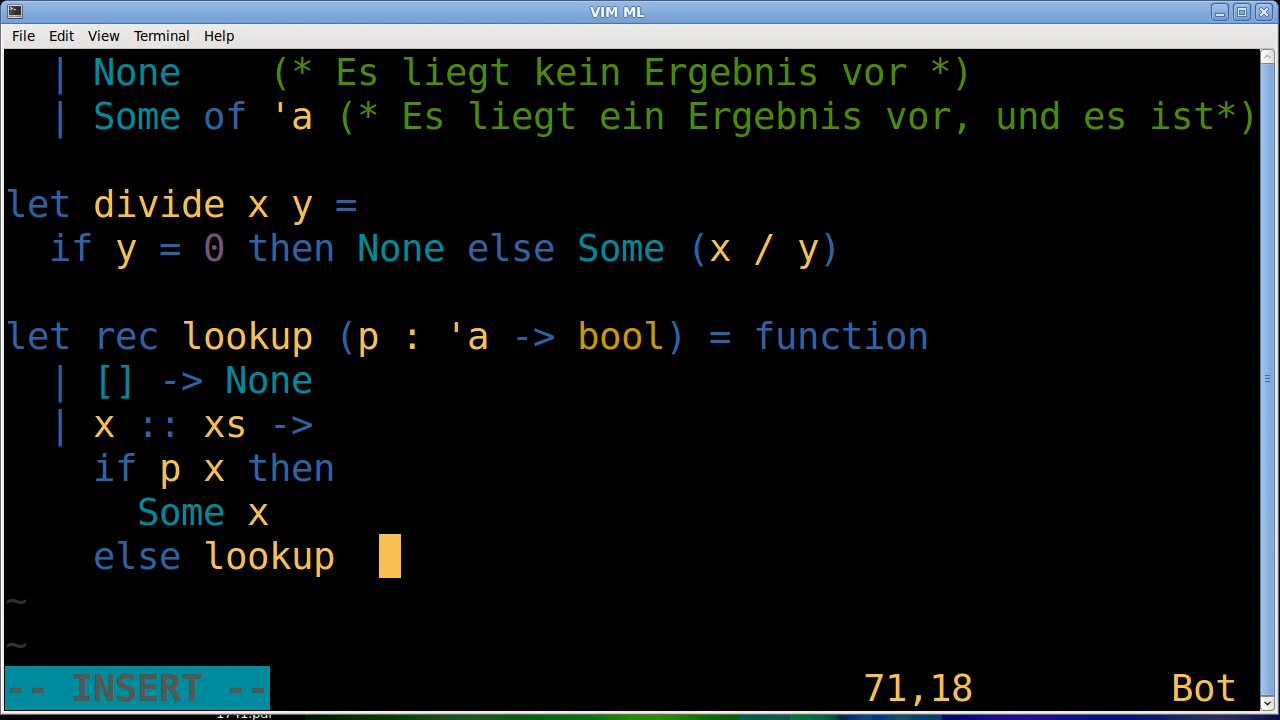 VIM ML
File Edit View Terminal Help
| None (* Es liegt kein Ergebnis vor *)
| Some of 'a (* Es liegt ein Ergebnis vor, und es ist*)
let divide x y =
if y = 0 then None else Some (x / y)
let rec lookup (p : 'a -> bool) = function
| [] -> None
| x :: xs ->
if p x then
Some x
else lookup
~
~
-- INSERT -- 71,18 Bot